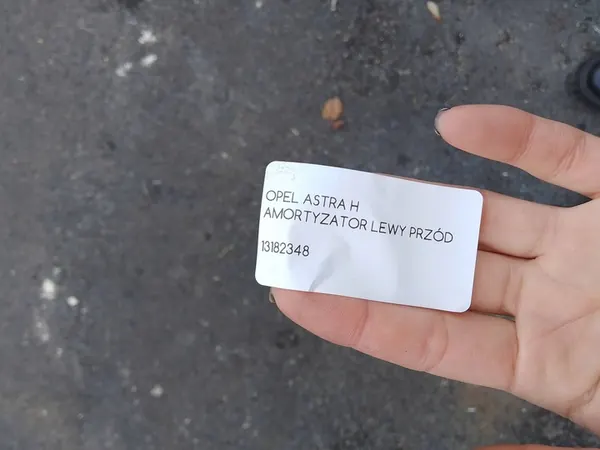 OPEL ASTRA H
AMORTYZATOR LEWY PRZÓD
13182348